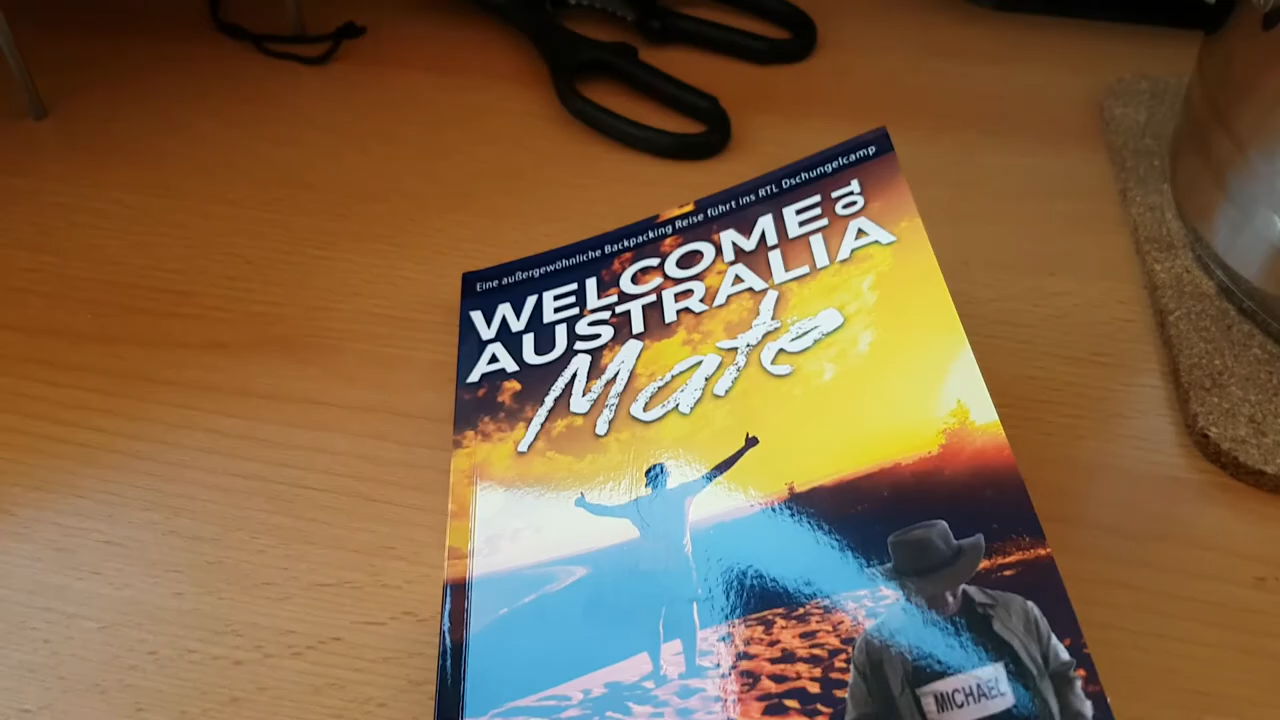 Eine außergewöhnliche Backpacking Reise führt ins RTL Dschungelcamp
WELCOME TO
AUSTRALIA
Mate
MICHAEL